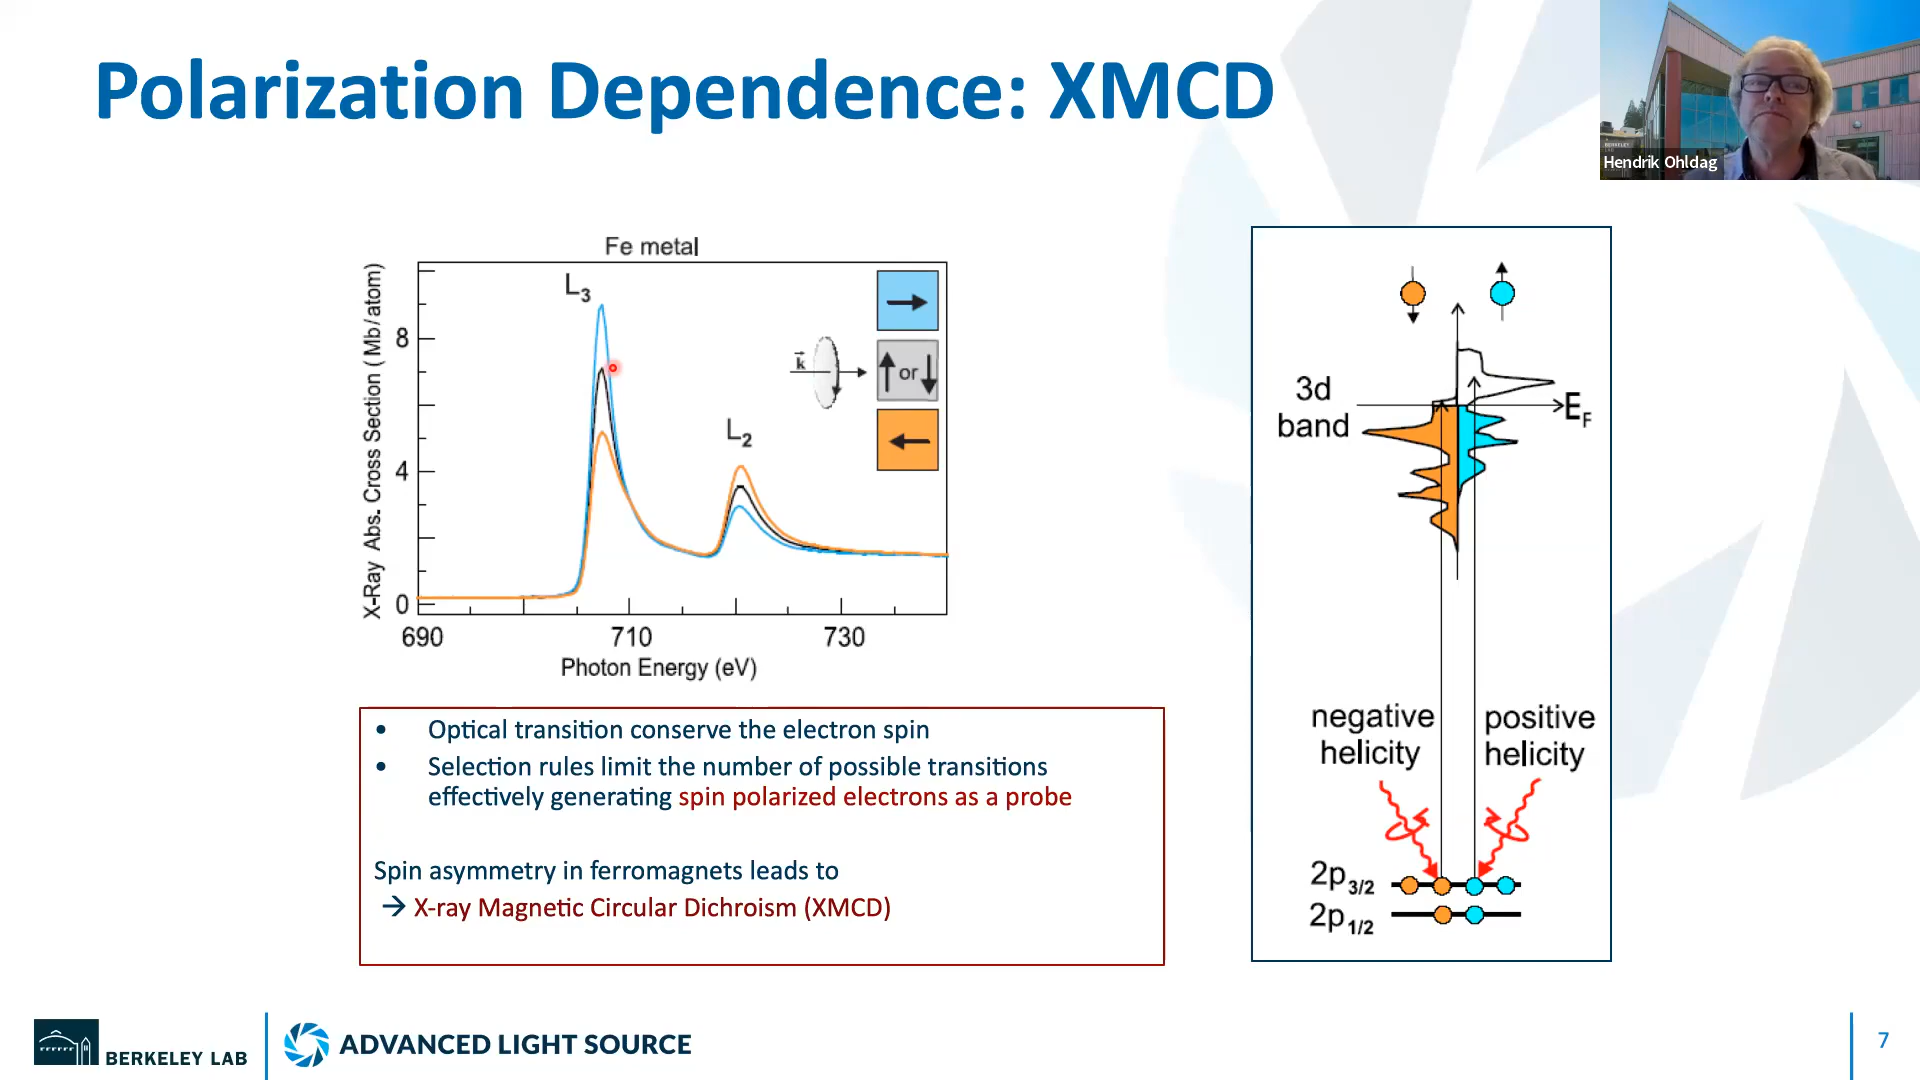 Polarization Dependence: XMCD
Hendrik Ohldag
Fe metal
L3
L2
X-Ray Abs. Cross Section (Mb/atom)
8
4
0
k
or
690
710
730
Photon Energy (eV)
• Optical transition conserve the electron spin
• Selection rules limit the number of possible transitions
effectively generating spin polarized electrons as a probe
Spin asymmetry in ferromagnets leads to
→ X-ray Magnetic Circular Dichroism (XMCD)
3d
band
EF
negative
helicity
positive
helicity
2p3/2
2p1/2
BERKELEY LAB
ADVANCED LIGHT SOURCE
7